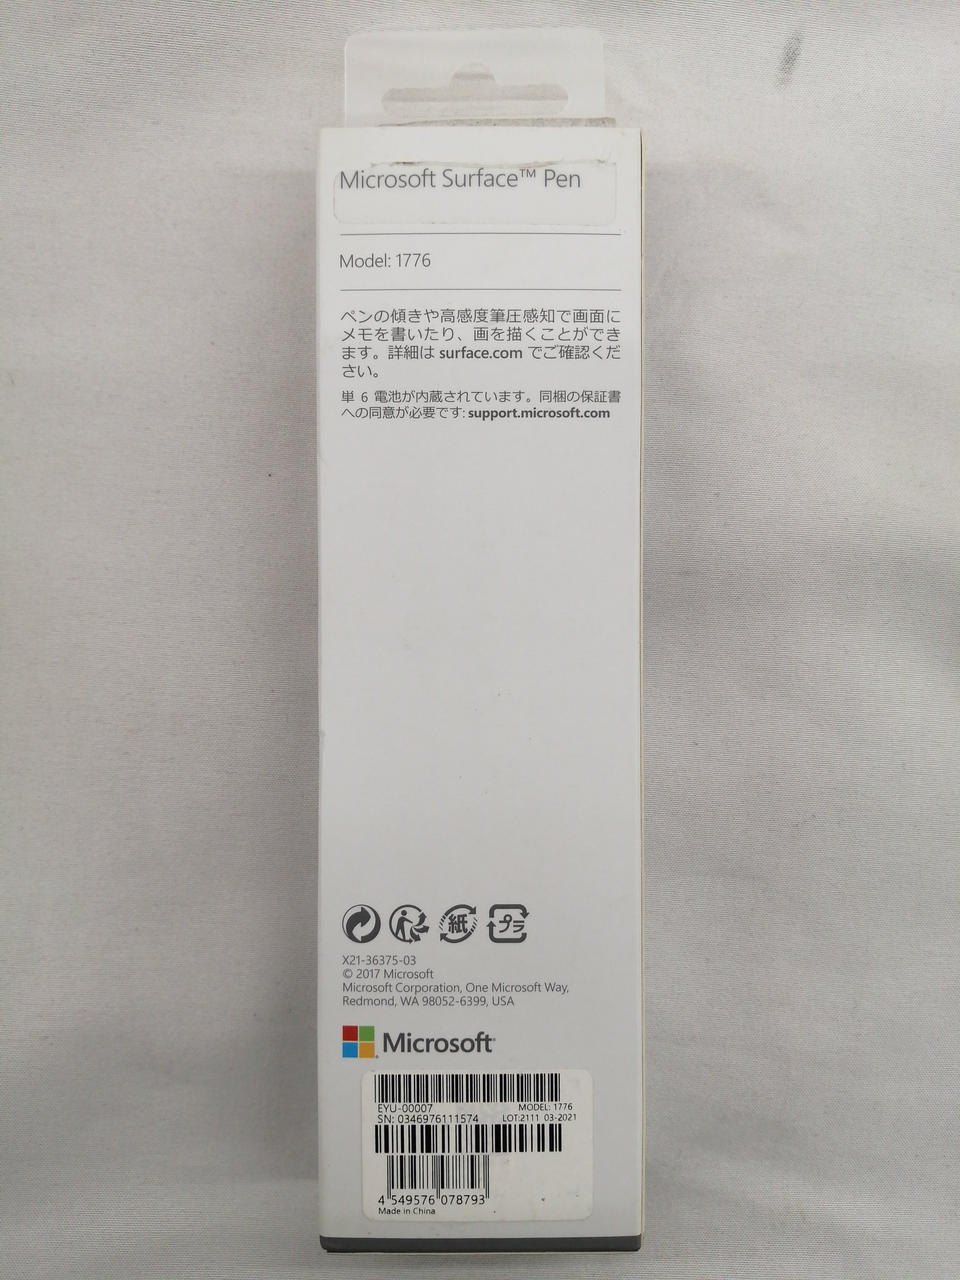 Microsoft Surface™ Pen
Model: 1776
ペンの傾きや高感度筆圧感知で画面に
メモを書いたり、画を描くことができ
ます。詳細は surface.com でご確認くだ
さい。
単 6 電池が内蔵されています。同梱の保証書
への同意が必要です: support.microsoft.com
紙 プラ
X21-36375-03
© 2017 Microsoft
Microsoft Corporation, One Microsoft Way,
Redmond, WA 98052-6399, USA
Microsoft
EYU-00007 MODEL: 1776
SN: 0346976111574 LOT:2111 03-2021
4 549576 078793
Made in China